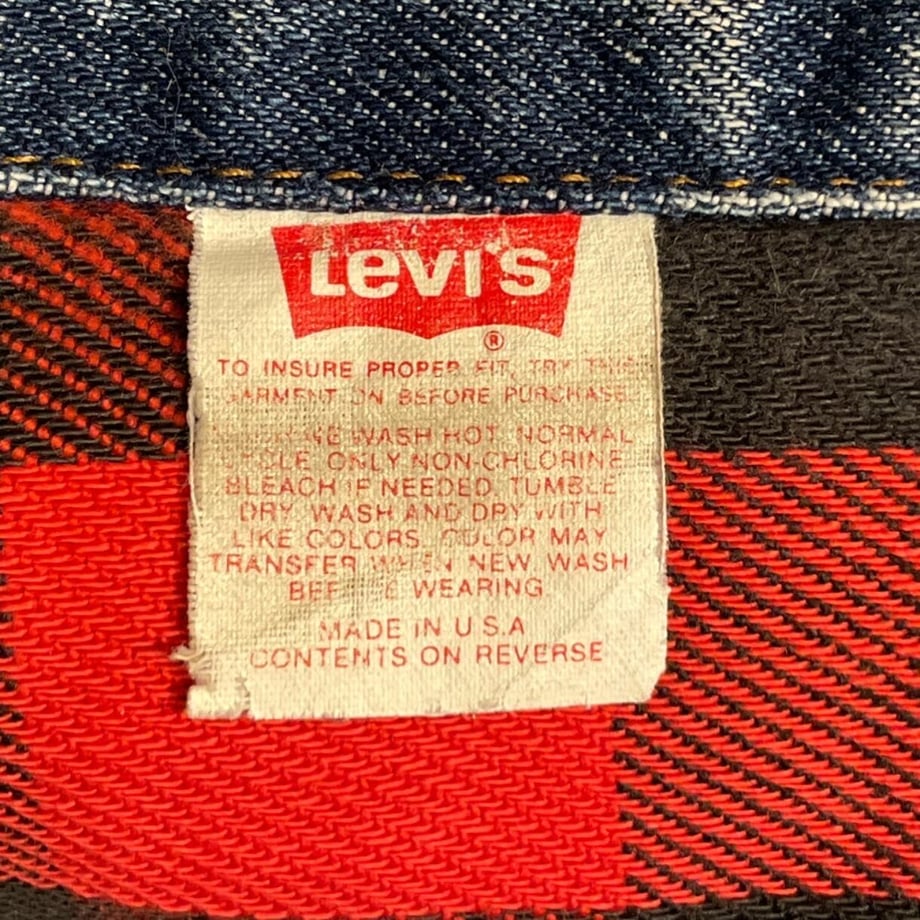 Levi's
®
TO INSURE PROPER FIT, TRY THIS
GARMENT ON BEFORE PURCHASE.
WASH HOT NORMAL
CYCLE ONLY NON-CHLORINE
BLEACH IF NEEDED. TUMBLE
DRY. WASH AND DRY WITH
LIKE COLORS. COLOR MAY
TRANSFER WHEN NEW WASH
BEFORE WEARING.
MADE IN U.S.A
CONTENTS ON REVERSE